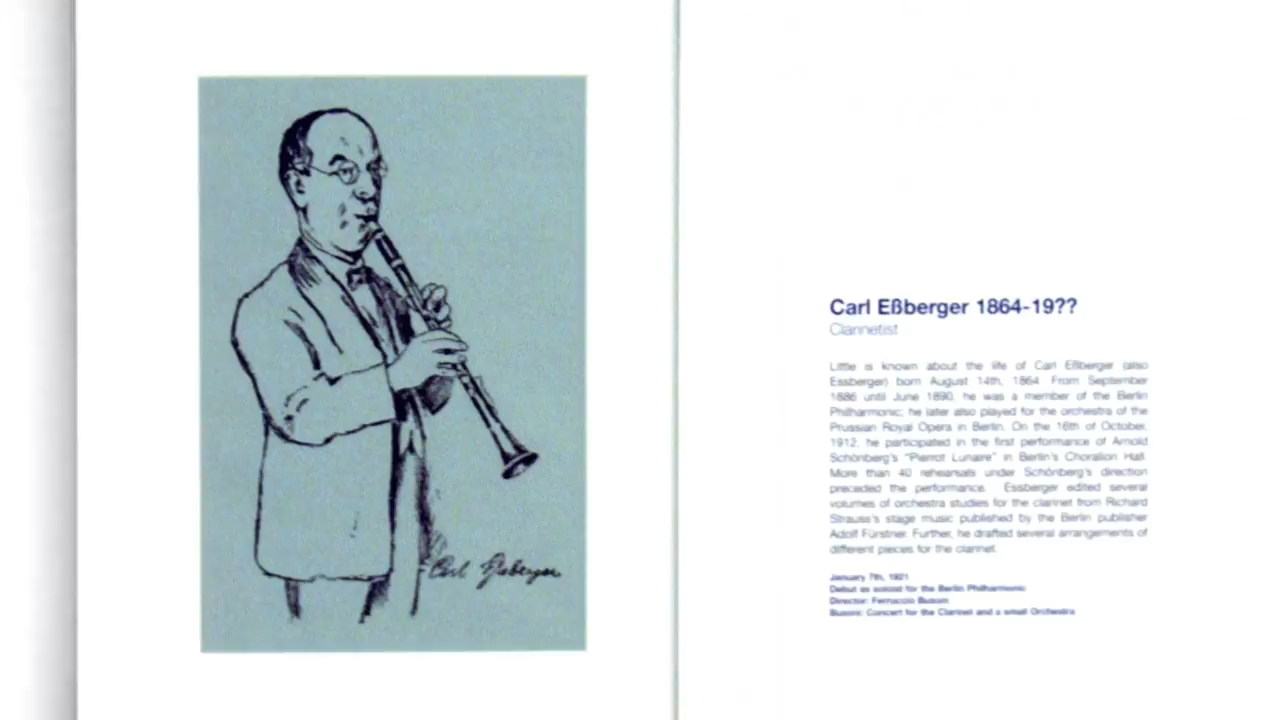 Carl Eßberger
Carl Eßberger 1864-19??
Clarinetist
Little is known about the life of Carl Eßberger (also
Essberger) born August 14th, 1864. From September
1886 until June 1890, he was a member of the Berlin
Philharmonic; he later also played for the orchestra of the
Prussian Royal Opera in Berlin. On the 16th of October,
1912, he participated in the first performance of Arnold
Schönberg's "Pierrot Lunaire" in Berlin's Choralion Hall.
More than 40 rehearsals under Schönberg's direction
preceded the performance. Essberger edited several
volumes of orchestra studies for the clarinet from Richard
Strauss's stage music published by the Berlin publisher
Adolf Fürstner. Further, he drafted several arrangements of
different pieces for the clarinet.
January 7th, 1921
Debut as soloist for the Berlin Philharmonic
Director: Ferruccio Busoni
Busoni: Concert for the Clarinet and a small Orchestra